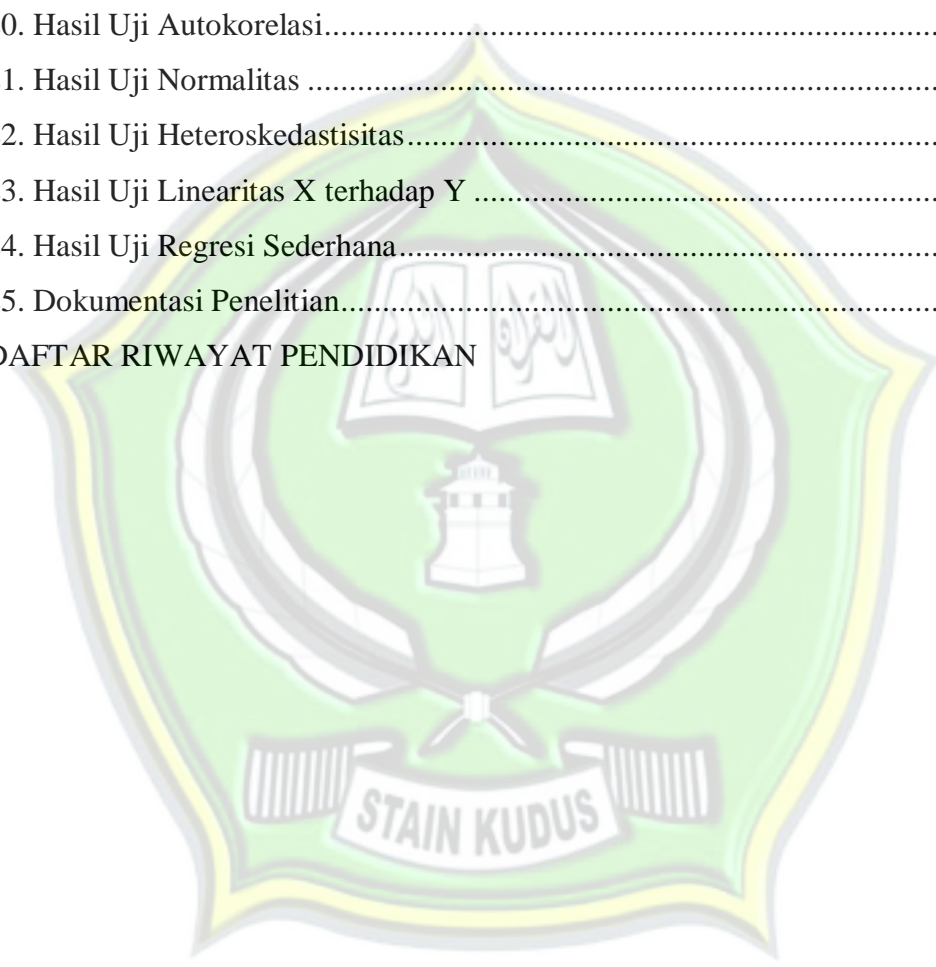 0. Hasil Uji Autokorelasi.................................................................................
1. Hasil Uji Normalitas .................................................................................
2. Hasil Uji Heteroskedastisitas.................................................................
3. Hasil Uji Linearitas X terhadap Y ..........................................................
4. Hasil Uji Regresi Sederhana...................................................................
5. Dokumentasi Penelitian...........................................................................
DAFTAR RIWAYAT PENDIDIKAN
STAIN KUDUS